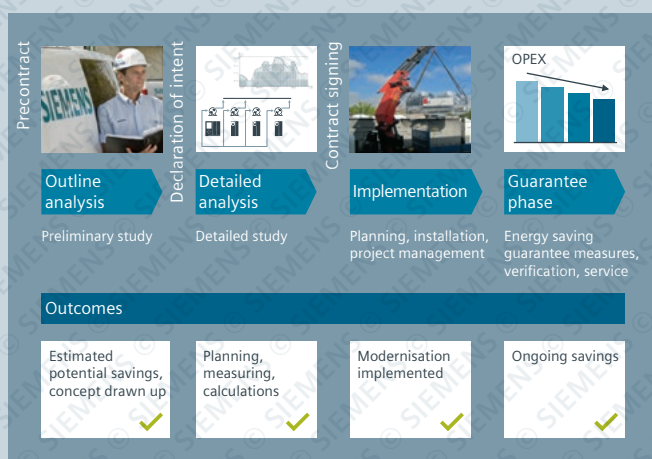 Precontract
Declaration of intent
Contract signing
SIEMENS
OPEX
Outline
analysis
Detailed
analysis
Implementation
Guarantee
phase
Preliminary study
Detailed study
Planning, installation,
project management
Energy saving
guarantee measures,
verification, service
Outcomes
Estimated
potential savings,
concept drawn up
Planning,
measuring,
calculations
Modernisation
implemented
Ongoing savings
© SIEMENS